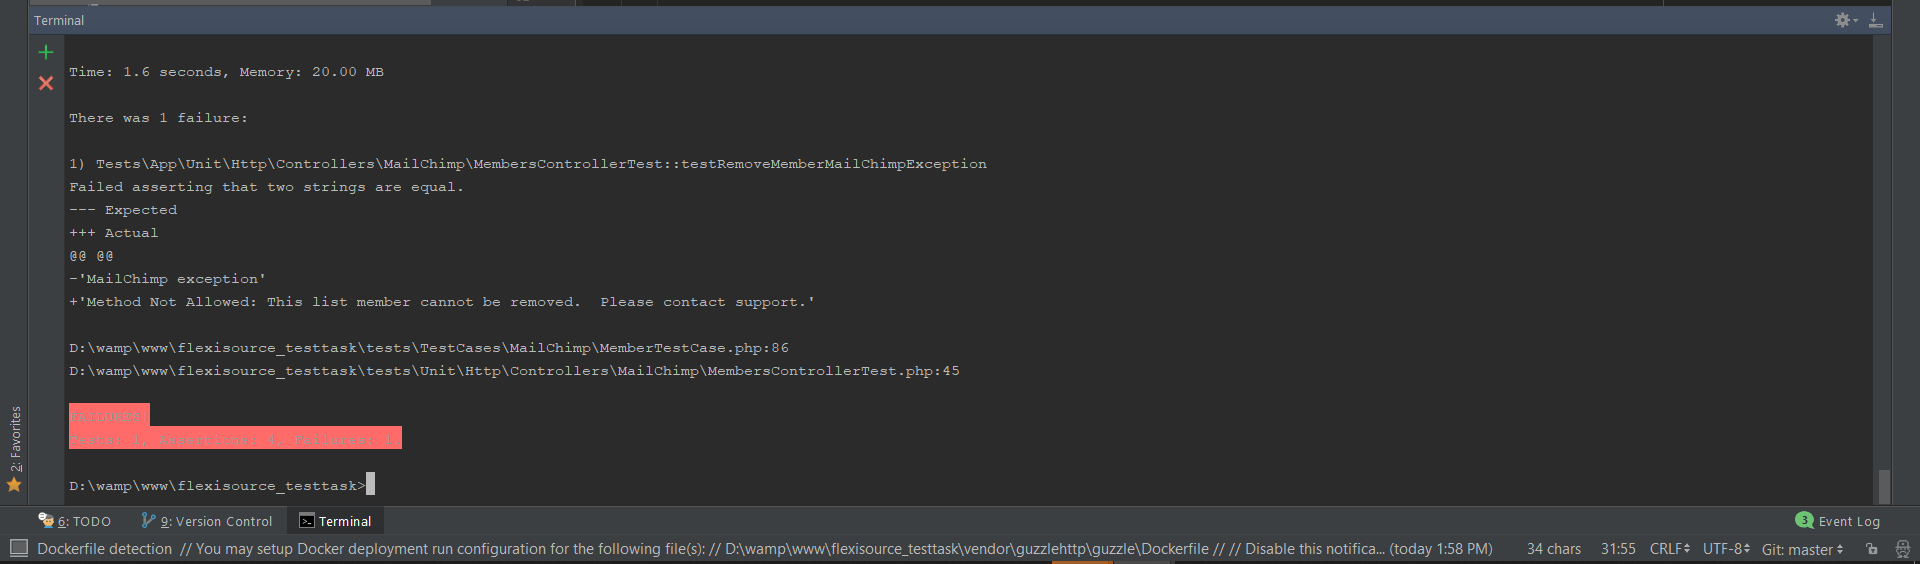 Terminal
Time: 1.6 seconds, Memory: 20.00 MB
There was 1 failure:
1) Tests\App\Unit\Http\Controllers\MailChimp\MembersControllerTest::testRemoveMemberMailChimpException
Failed asserting that two strings are equal.
--- Expected
+++ Actual
@@ @@
-'MailChimp exception'
+'Method Not Allowed: This list member cannot be removed.  Please contact support.'
D:\wamp\www\flexisource_testtask\tests\TestCases\MailChimp\MemberTestCase.php:86
D:\wamp\www\flexisource_testtask\tests\Unit\Http\Controllers\MailChimp\MembersControllerTest.php:45
FAILURES!
Tests: 1, Assertions: 4, Failures: 1.
D:\wamp\www\flexisource_testtask>
2: Favorites
6: TODO
9: Version Control
Terminal
3 Event Log
Dockerfile detection // You may setup Docker deployment run configuration for the following file(s): // D:\wamp\www\flexisource_testtask\vendor\guzzlehttp\guzzle\Dockerfile // // Disable this notifica... (today 1:58 PM)
34 chars
31:55
CRLF
UTF-8
Git: master